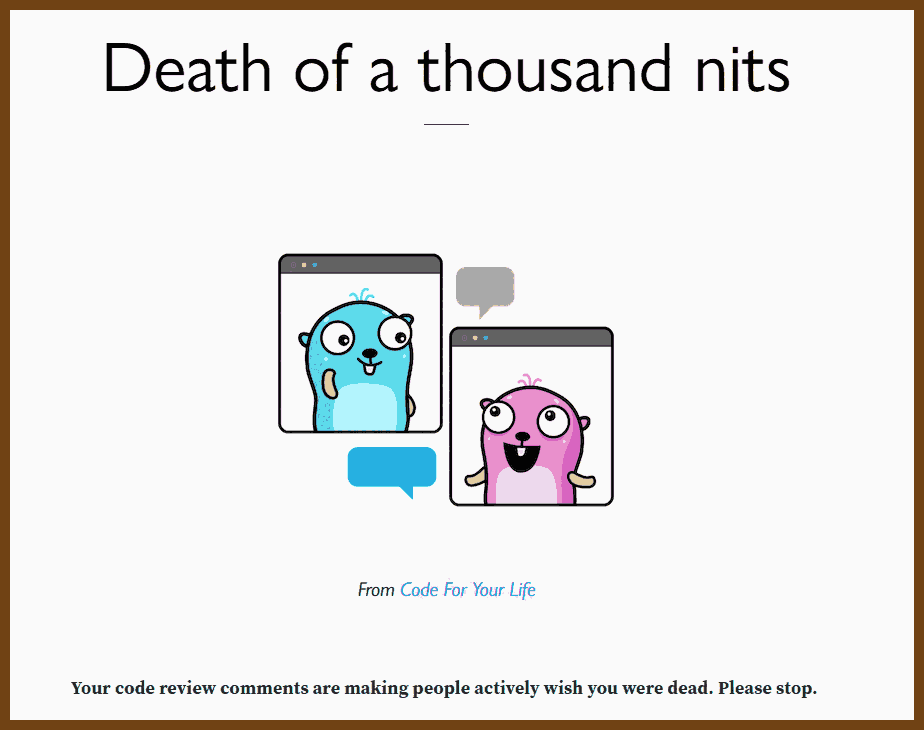 Death of a thousand nits
From Code For Your Life
Your code review comments are making people actively wish you were dead. Please stop.